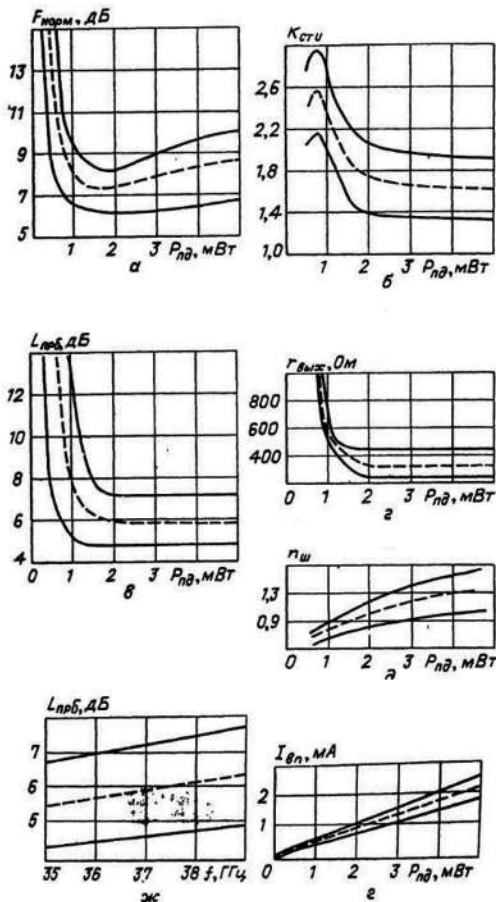 Fнорм, дБ
13
11
9
7
5
1 2 3 Pпд, мВт
а
Kстu
2,6
2,2
1,8
1,4
1,0
0 1 2 3 Pпд, мВт
б
Lпрб, дБ
12
10
8
6
4
0 1 2 3 Pпд, мВт
в
rвых, Ом
800
600
400
0 1 2 3 Pпд, мВт
г
nш
1,3
0,9
0 1 2 3 Pпд, мВт
д
Lпрб, дБ
7
6
5
35 36 37 38 f, ГГц
ж
Iвп, мА
2
1
0 1 2 3 Pпд, мВт
г